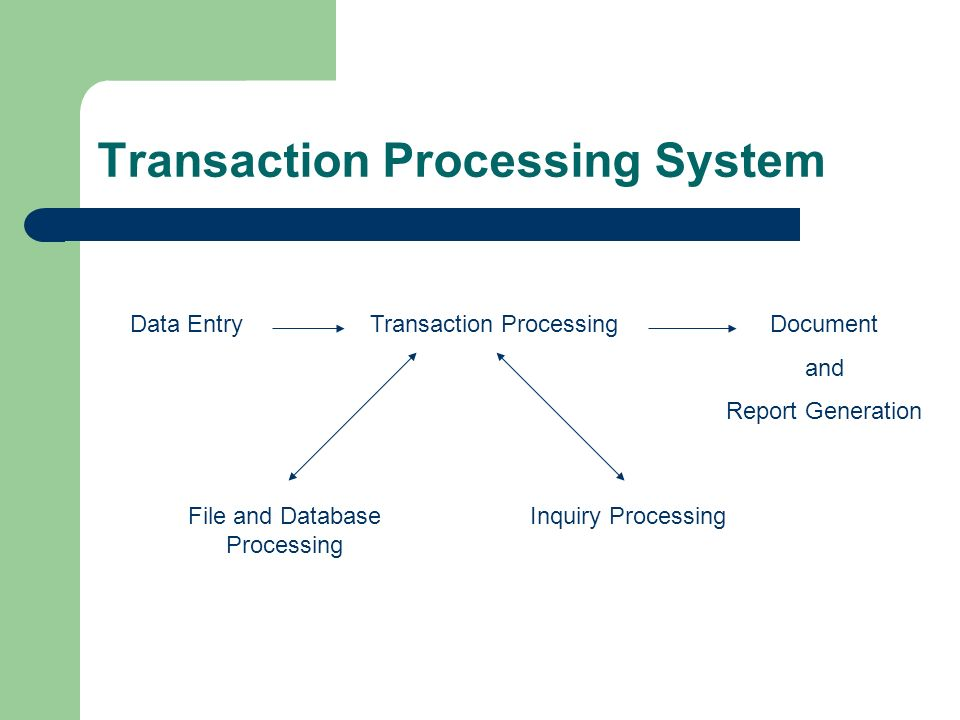 Transaction Processing System
Data Entry
Transaction Processing
Document
and
Report Generation
File and Database
Processing
Inquiry Processing